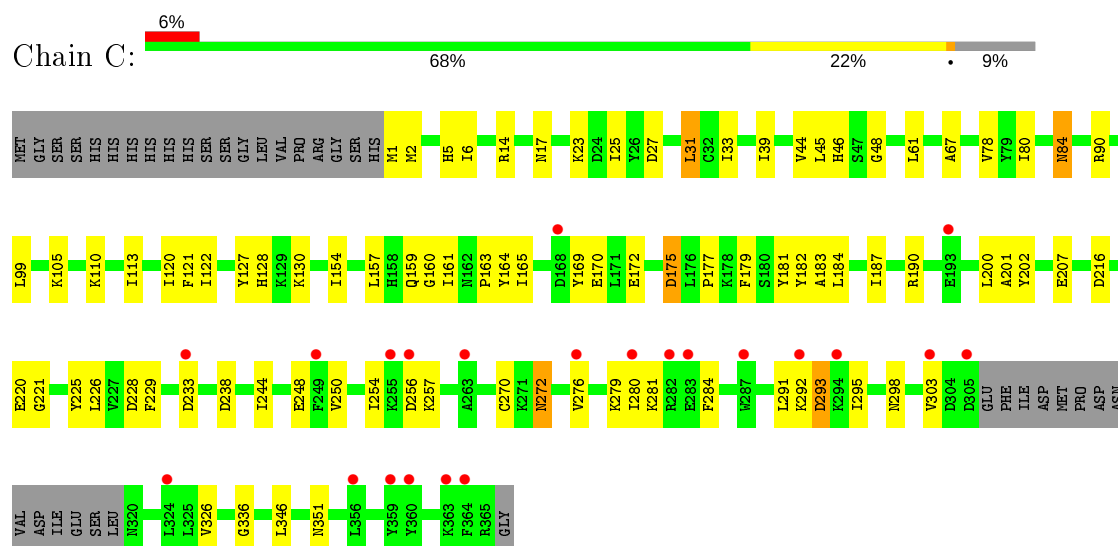 6%
Chain C:
68% 22% • 9%
MET GLY SER SER HIS HIS HIS HIS HIS HIS SER SER GLY LEU VAL PRO ARG GLY SER HIS M1 M2 H5 I6 R14 N17 K23 D24 I25 Y26 D27 L31 C32 I33 I39 V44 L45 H46 S47 G48 L61 A67 V78 Y79 I80 N84 R90
L99 K105 K110 I113 I120 F121 I122 Y127 H128 K129 K130 I154 L157 H158 Q159 G160 I161 N162 P163 Y164 I165 D168 Y169 E170 L171 E172 D175 L176 P177 K178 F179 S180 Y181 Y182 A183 L184 I187 R190 E193 L200 A201 Y202 E207 D216
E220 G221 Y225 L226 V227 D228 F229 D233 D238 I244 E248 F249 V250 I254 K255 D256 K257 A263 C270 K271 N272 V276 K279 I280 K281 R282 E283 F284 W287 L291 K292 D293 K294 I295 N298 V303 D304 D305 GLU PHE ILE ASP MET PRO ASP ASN
VAL ASP ILE GLU SER LEU N320 L324 L325 V326 G336 L346 N351 L356 Y359 Y360 K363 F364 R365 GLY